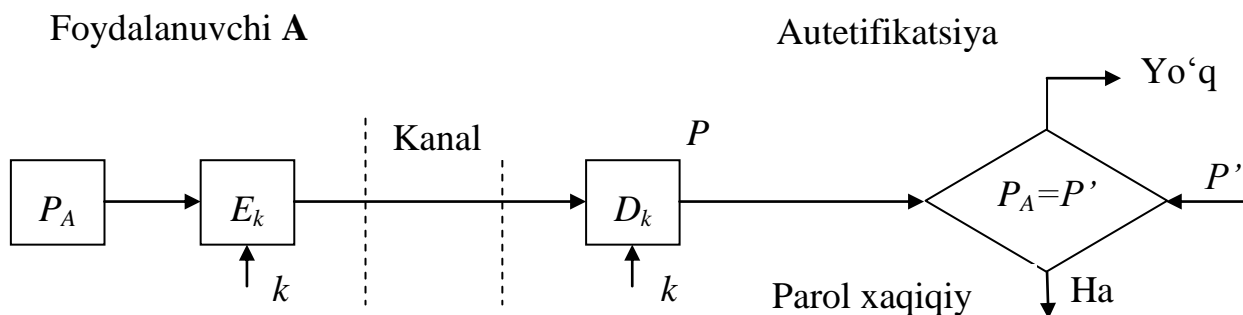 Foydalanuvchi A
Autetifikatsiya
Yo‘q
Kanal
P
P_A
E_k
D_k
P_A=P’
P’
k
k
Parol xaqiqiy
Ha